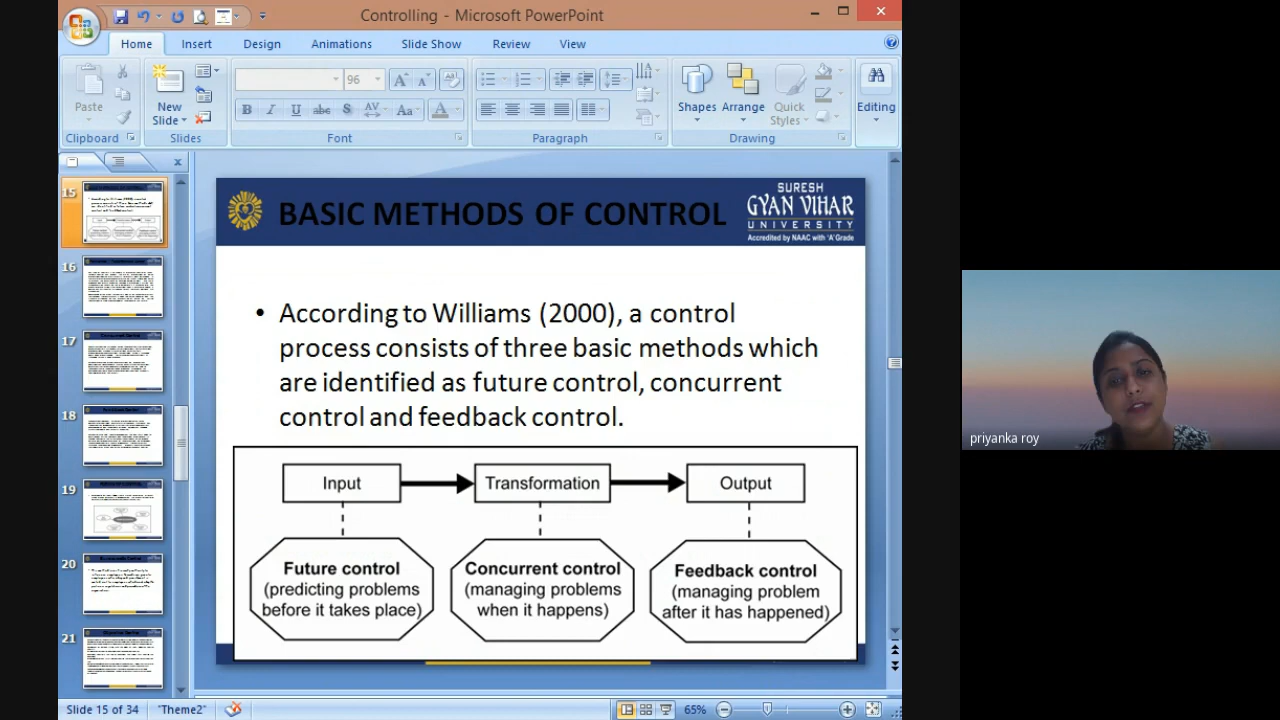 Controlling - Microsoft PowerPoint
Home Insert Design Animations Slide Show Review View
96
Paste
New
Slide
Shapes Arrange Quick
Styles
Editing
Clipboard Slides Font Paragraph Drawing
15
16
17
18
19
20
21
BASIC METHODS OF CONTROL
SURESH
GYAN VIHAR
UNIVERSITY
Accredited by NAAC with 'A' Grade
• According to Williams (2000), a control
process consists of three basic methods which
are identified as future control, concurrent
control and feedback control.
Input Transformation Output
Future control
(predicting problems
before it takes place)
Concurrent control
(managing problems
when it happens)
Feedback control
(managing problem
after it has happened)
priyanka roy
Slide 15 of 34 "Theme2" 65%